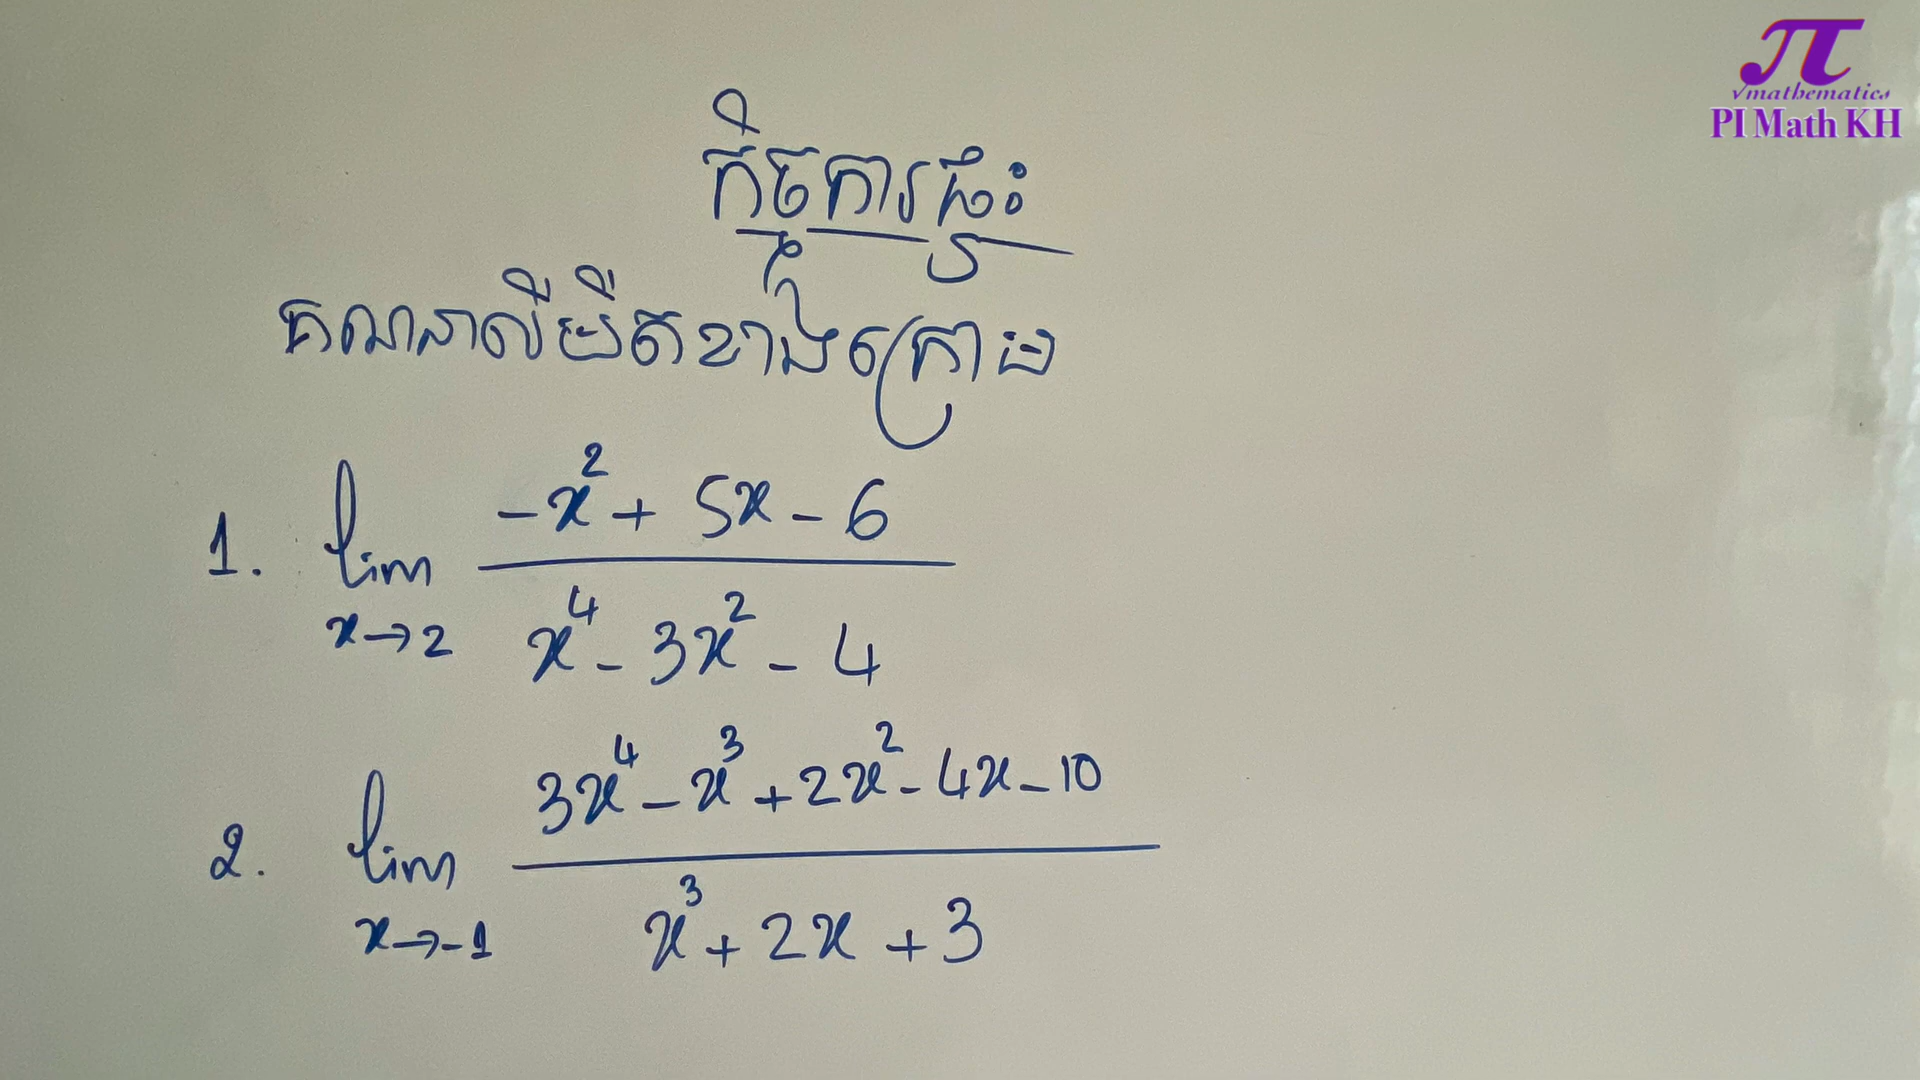 √mathematics
PI Math KH
កិច្ចការផ្ទះ
គណនាលីមីតខាងក្រោម
1. lim x→2 (-x² + 5x - 6) / (x⁴ - 3x² - 4)
2. lim x→-1 (3x⁴ - x³ + 2x² - 4x - 10) / (x³ + 2x + 3)